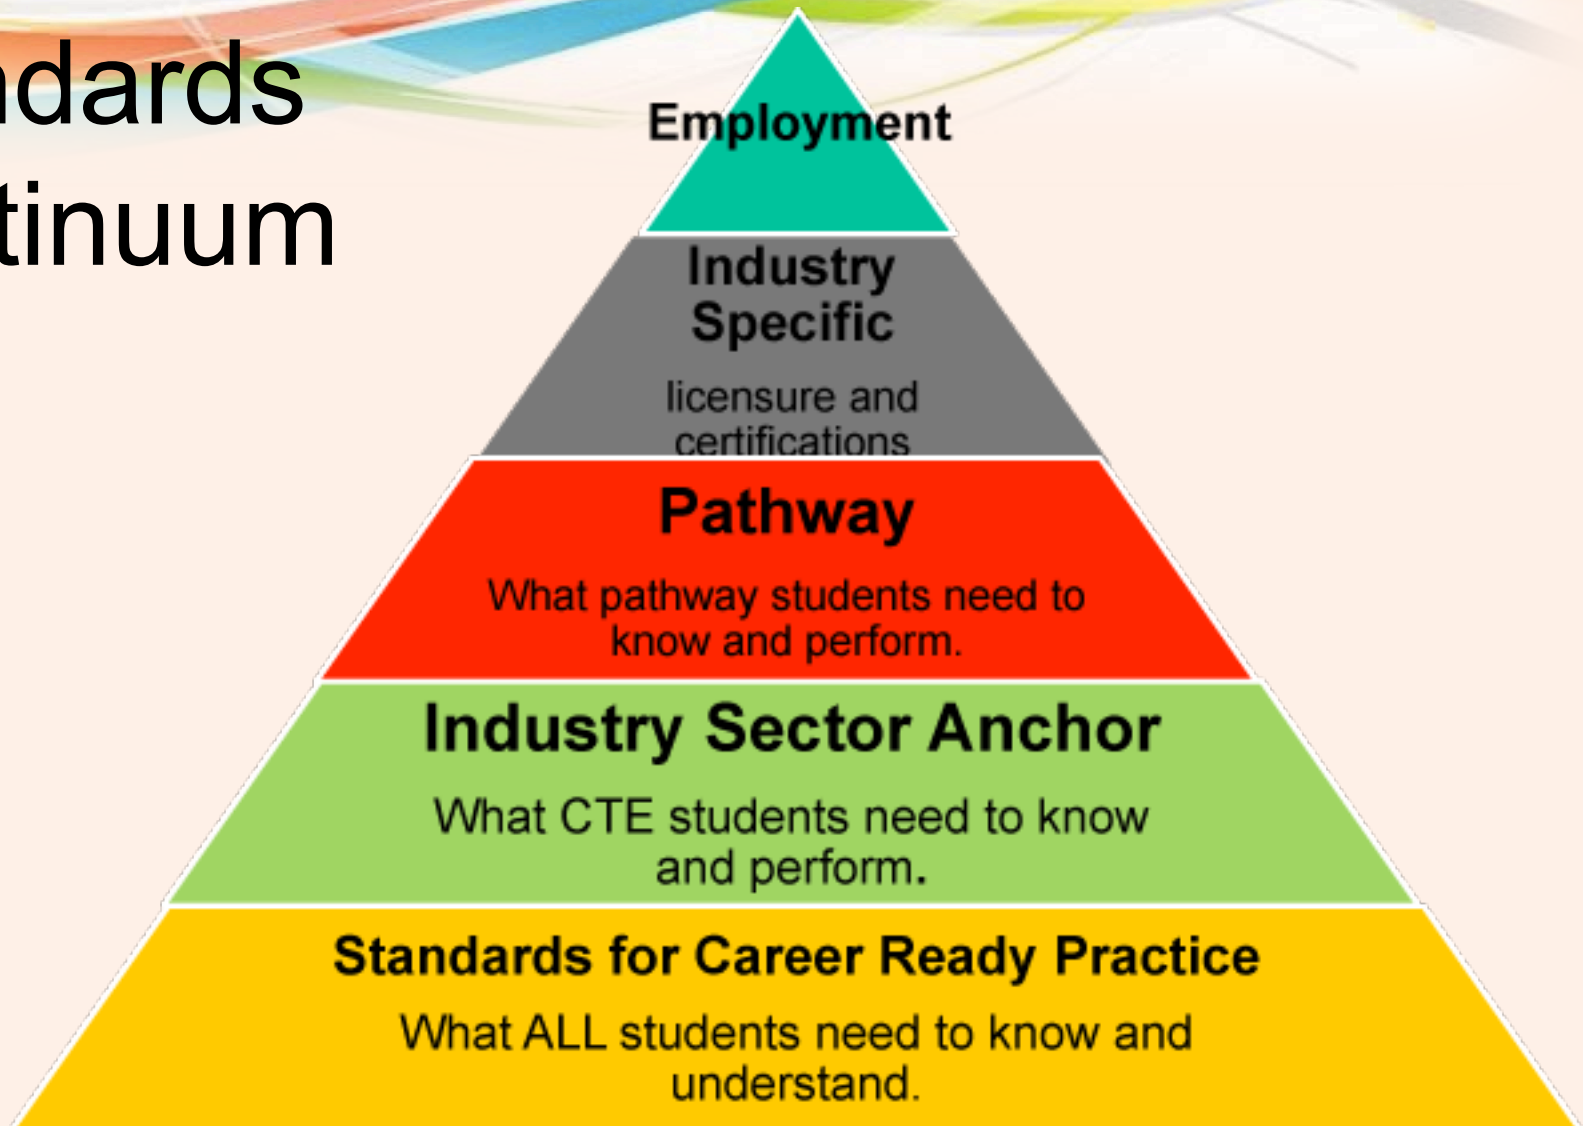 ndards
tinuum
Employment
Industry
Specific
licensure and
certifications
Pathway
What pathway students need to
know and perform.
Industry Sector Anchor
What CTE students need to know
and perform.
Standards for Career Ready Practice
What ALL students need to know and
understand.